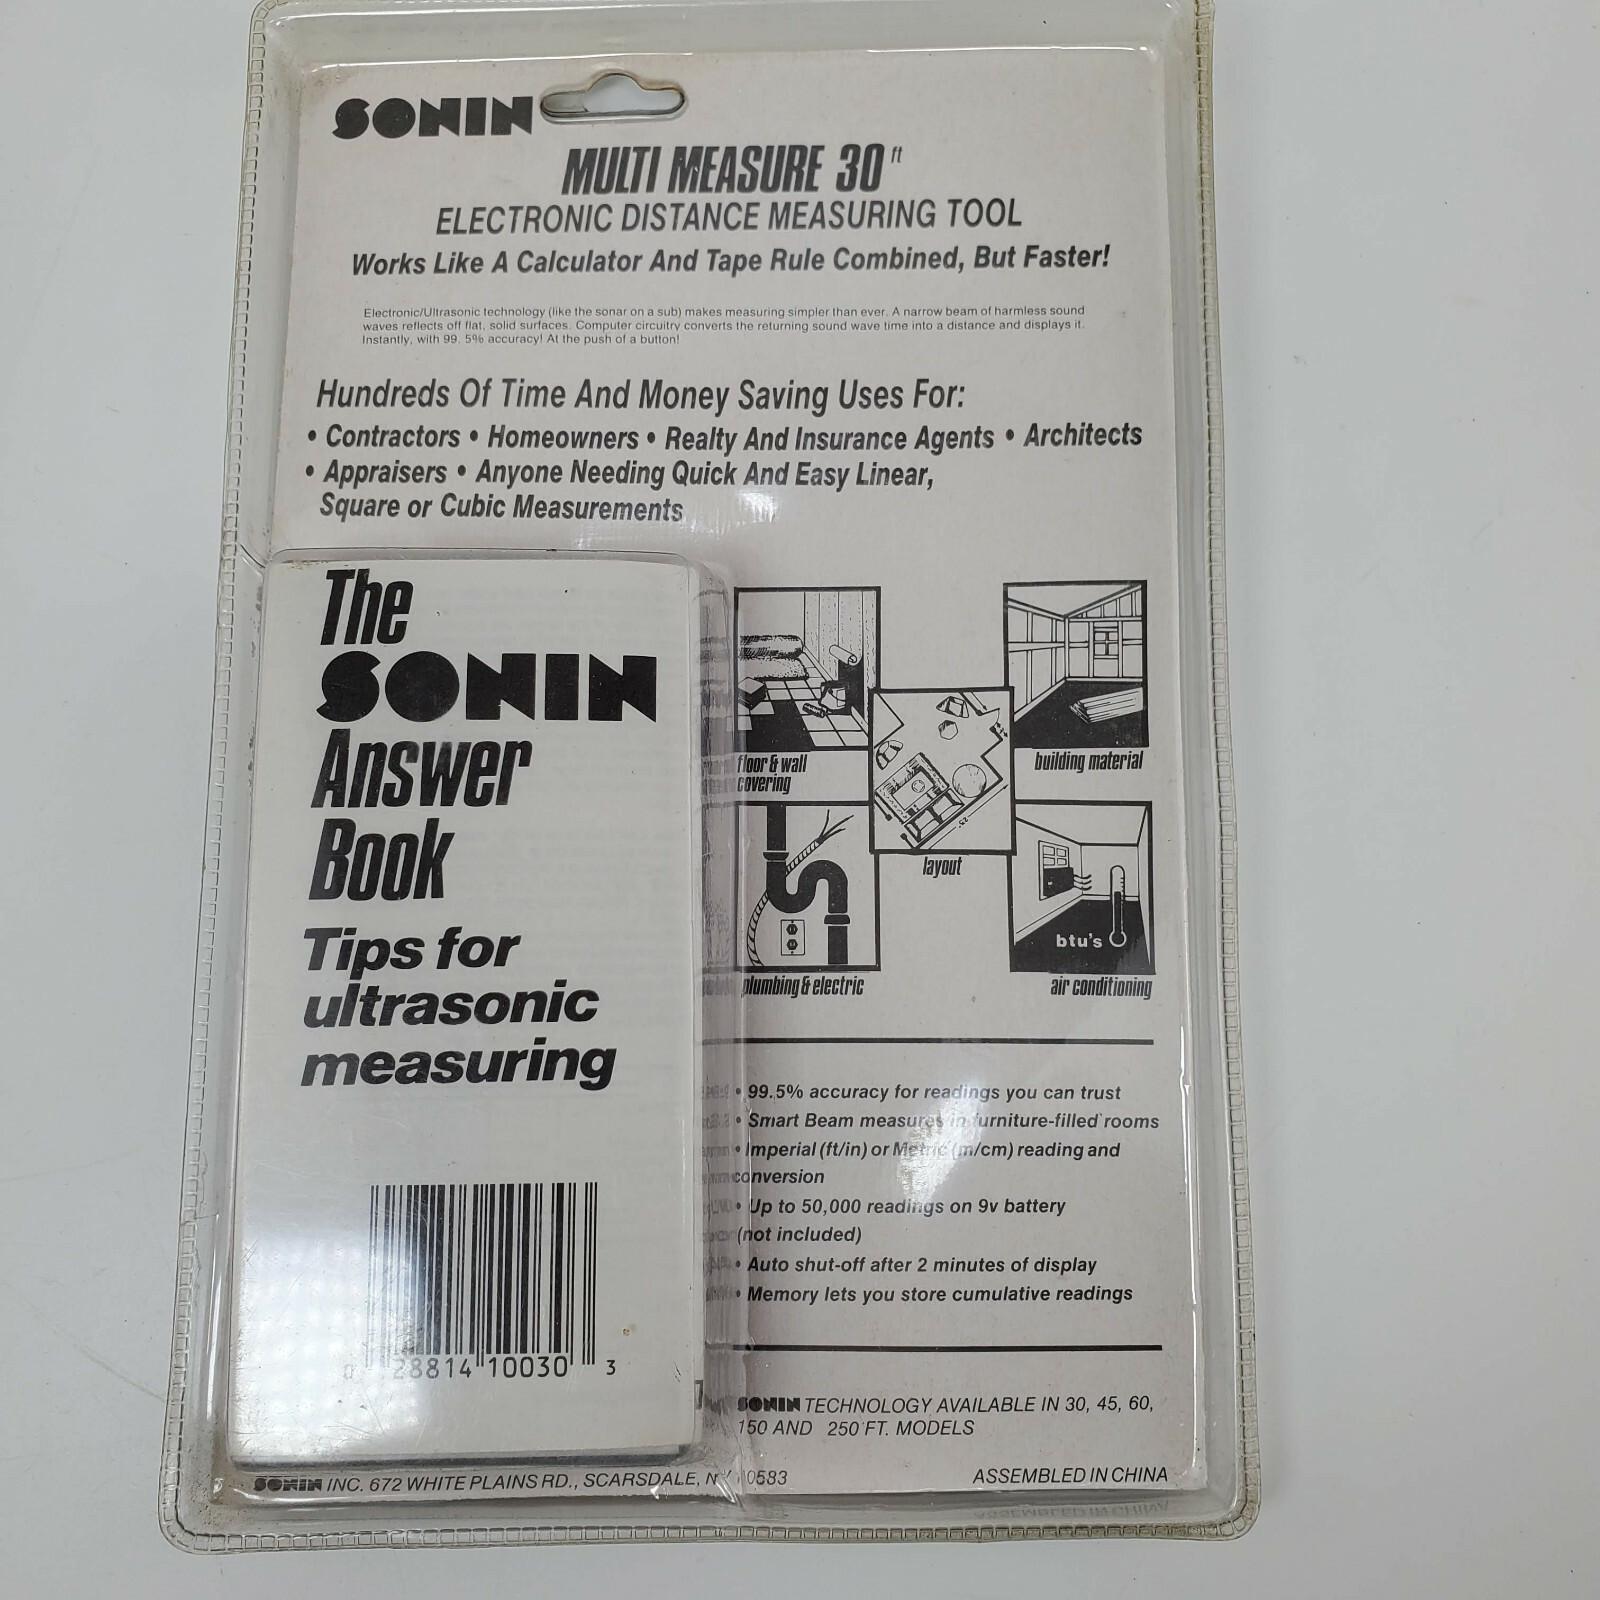 SONIN
MULTI MEASURE 30 ft
ELECTRONIC DISTANCE MEASURING TOOL
Works Like A Calculator And Tape Rule Combined, But Faster!
Electronic/Ultrasonic technology (like the sonar on a sub) makes measuring simpler than ever. A narrow beam of harmless sound
waves reflects off flat, solid surfaces. Computer circuitry converts the returning sound wave time into a distance and displays it.
Instantly, with 99. 5% accuracy! At the push of a button!
Hundreds Of Time And Money Saving Uses For:
• Contractors • Homeowners • Realty And Insurance Agents • Architects
• Appraisers • Anyone Needing Quick And Easy Linear,
Square or Cubic Measurements
The
SONIN
Answer
Book
Tips for
ultrasonic
measuring
0 28814 10030 3
floor & wall
covering
building material
layout
25'
plumbing & electric
btu's
air conditioning
• 99.5% accuracy for readings you can trust
• Smart Beam measures in furniture-filled rooms
• Imperial (ft/in) or Metric (m/cm) reading and
conversion
• Up to 50,000 readings on 9v battery
(not included)
• Auto shut-off after 2 minutes of display
• Memory lets you store cumulative readings
SONIN TECHNOLOGY AVAILABLE IN 30, 45, 60,
150 AND 250 FT. MODELS
SONIN INC. 672 WHITE PLAINS RD., SCARSDALE, NY 10583
ASSEMBLED IN CHINA